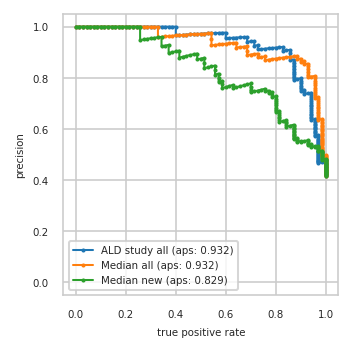 1.0
0.8
0.6
0.4
0.2
0.0
precision
ALD study all (aps: 0.932)
Median all (aps: 0.932)
Median new (aps: 0.829)
0.0 0.2 0.4 0.6 0.8 1.0
true positive rate